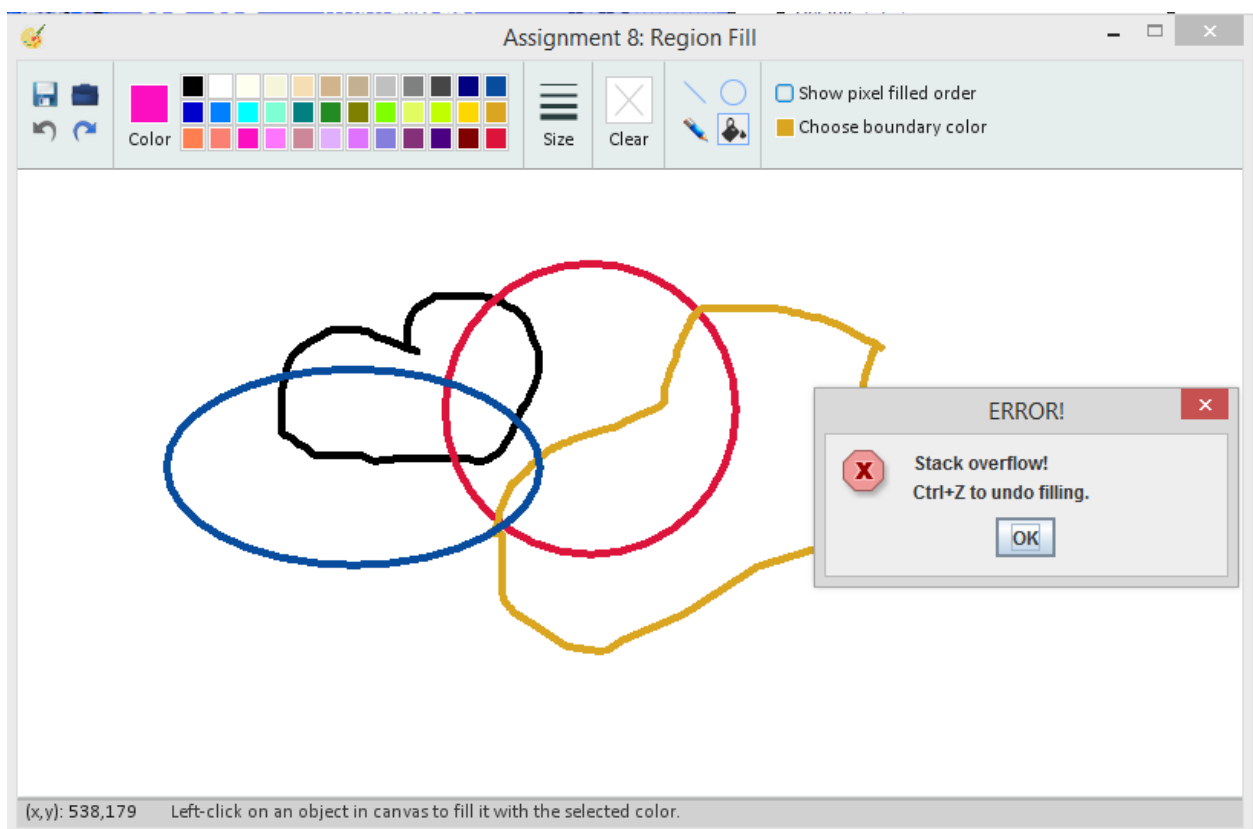 Assignment 8: Region Fill
Show pixel filled order
Choose boundary color
Color
Size
Clear
ERROR!
Stack overflow!
Ctrl+Z to undo filling.
OK
(x,y): 538,179 Left-click on an object in canvas to fill it with the selected color.